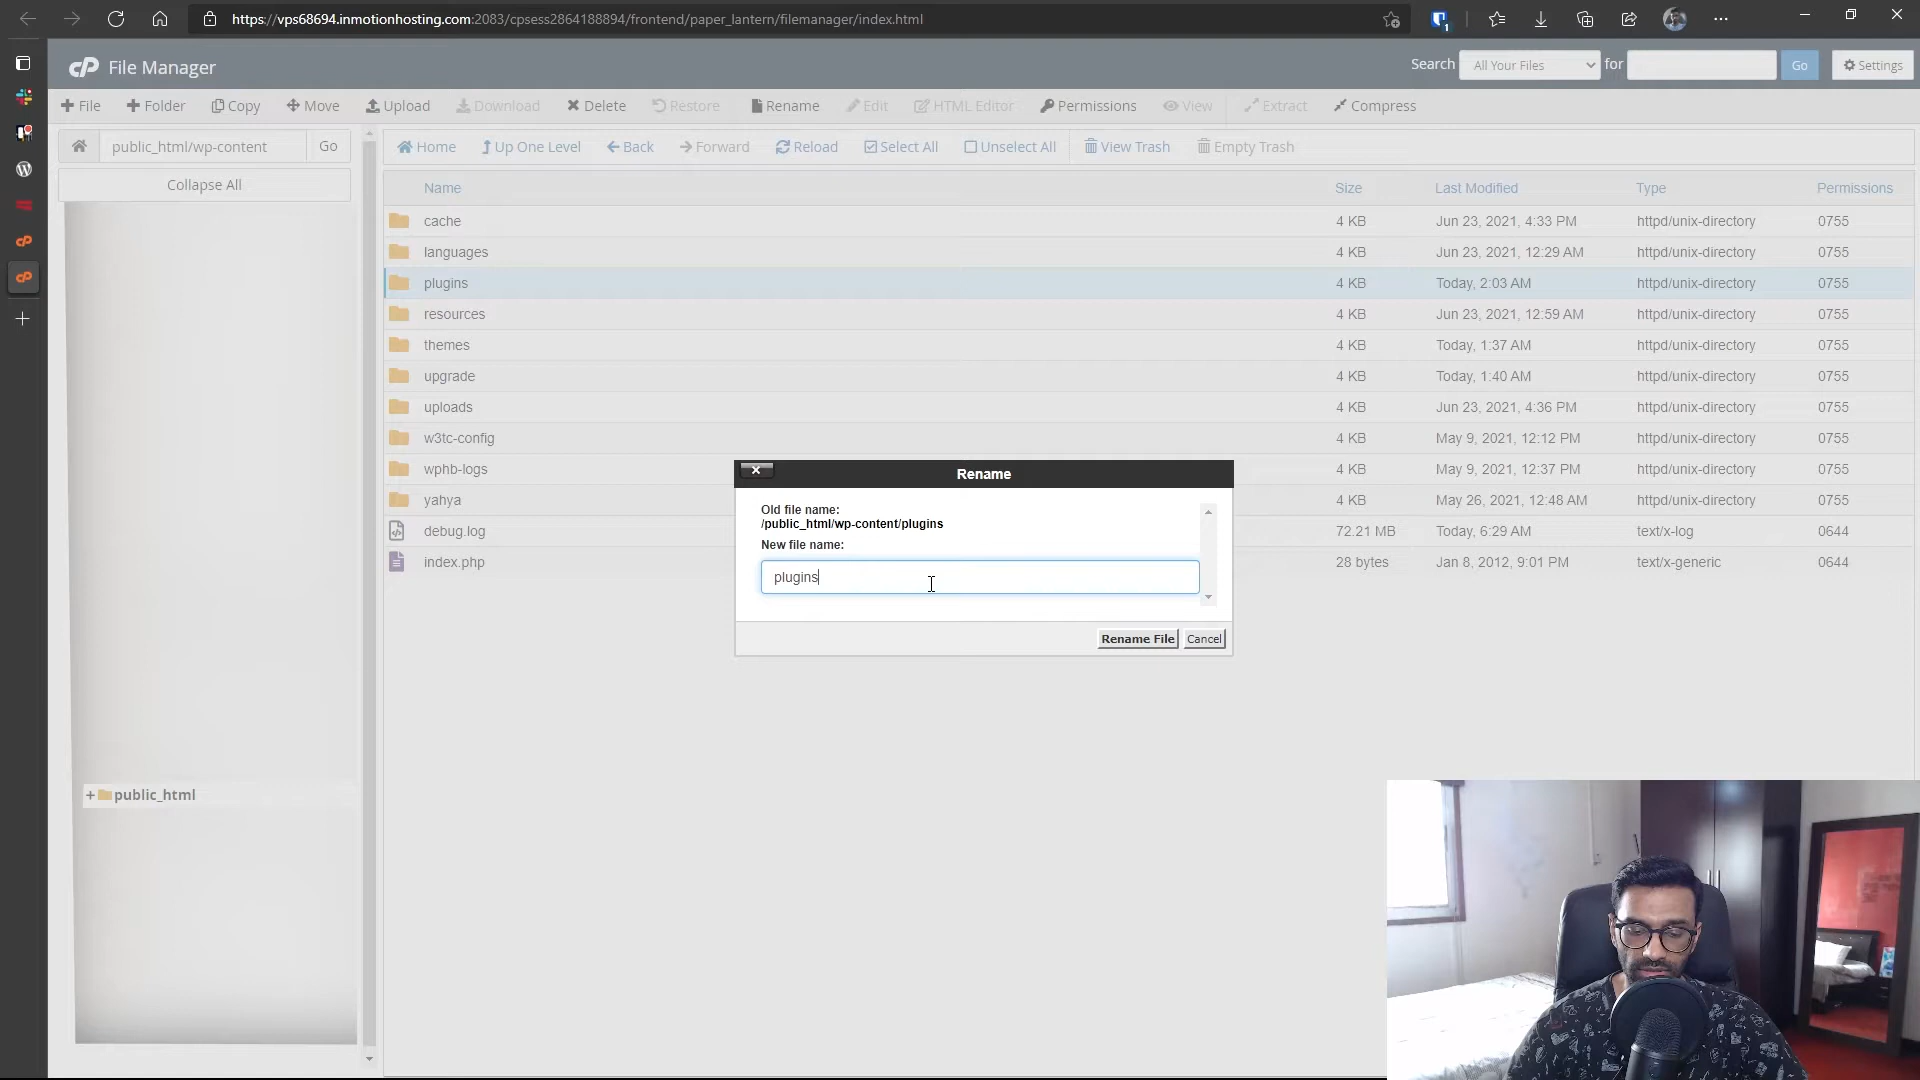 https://vps68694.inmotionhosting.com:2083/cpsess2864188894/frontend/paper_lantern/filemanager/index.html
1
cP File Manager
Search All Your Files for Go Settings
File Folder Copy Move Upload Download Delete Restore Rename Edit HTML Editor Permissions View Extract Compress
public_html/wp-content Go
Home Up One Level Back Forward Reload Select All Unselect All View Trash Empty Trash
Collapse All
Name Size Last Modified Type Permissions
cache 4 KB Jun 23, 2021, 4:33 PM httpd/unix-directory 0755
languages 4 KB Jun 23, 2021, 12:29 AM httpd/unix-directory 0755
plugins 4 KB Today, 2:03 AM httpd/unix-directory 0755
resources 4 KB Jun 23, 2021, 12:59 AM httpd/unix-directory 0755
themes 4 KB Today, 1:37 AM httpd/unix-directory 0755
upgrade 4 KB Today, 1:40 AM httpd/unix-directory 0755
uploads 4 KB Jun 23, 2021, 4:36 PM httpd/unix-directory 0755
w3tc-config 4 KB May 9, 2021, 12:12 PM httpd/unix-directory 0755
wphb-logs 4 KB May 9, 2021, 12:37 PM httpd/unix-directory 0755
yahya 4 KB May 26, 2021, 12:48 AM httpd/unix-directory 0755
debug.log 72.21 MB Today, 6:29 AM text/x-log 0644
index.php 28 bytes Jan 8, 2012, 9:01 PM text/x-generic 0644
Rename
Old file name:
/public_html/wp-content/plugins
New file name:
plugins
Rename File Cancel
+ public_html